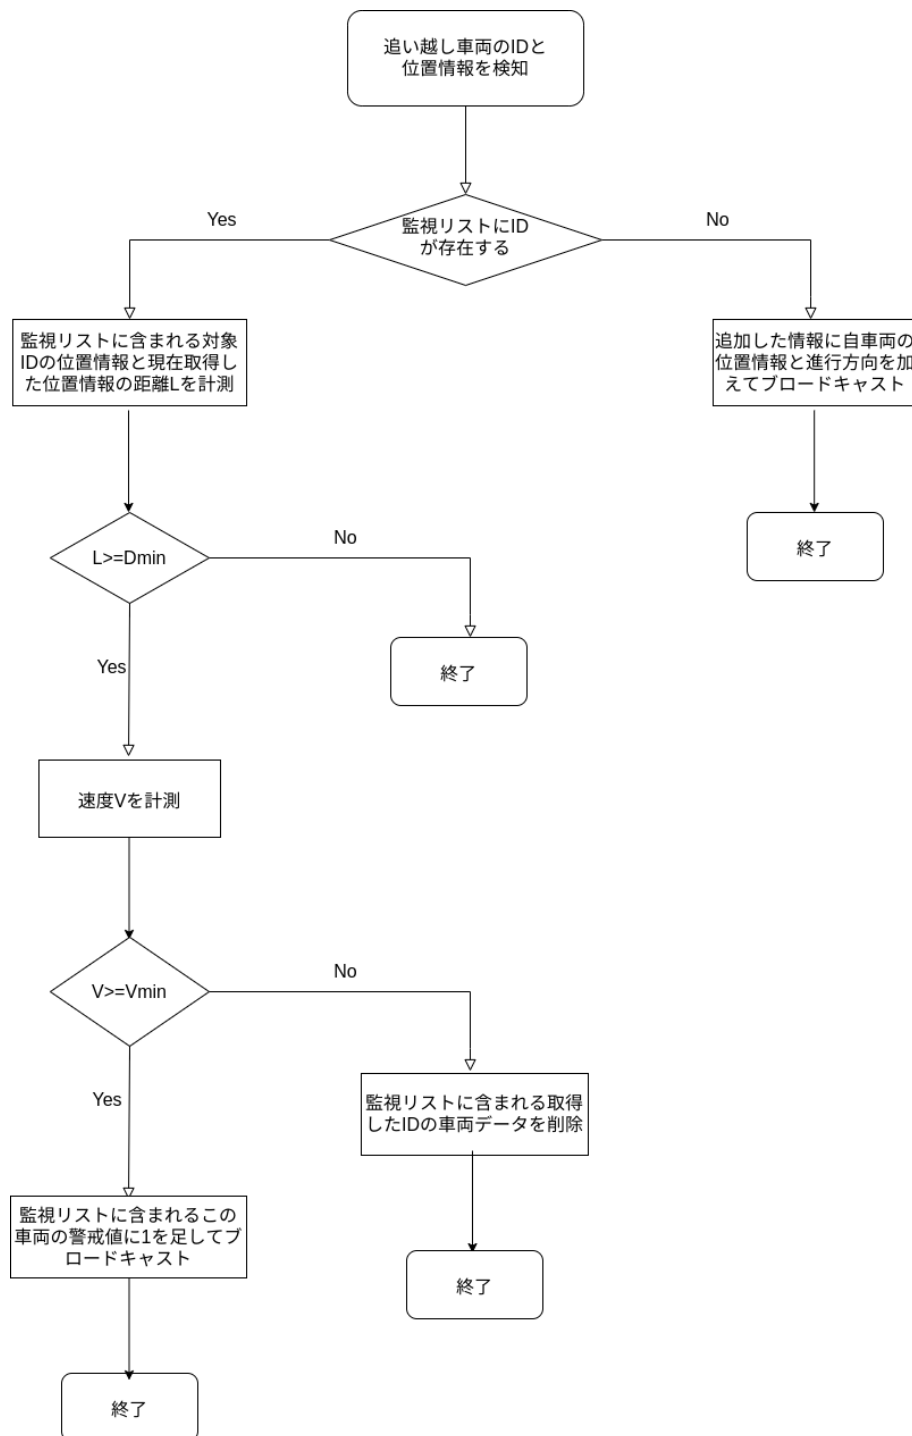 追い越し車両のIDと
位置情報を検知
監視リストにID
が存在する
Yes
No
監視リストに含まれる対象
IDの位置情報と現在取得し
た位置情報の距離Lを計測
追加した情報に自車両の
位置情報と進行方向を加
えてブロードキャスト
L>=Dmin
No
終了
終了
Yes
速度Vを計測
V>=Vmin
No
Yes
監視リストに含まれる取得
したIDの車両データを削除
監視リストに含まれるこの
車両の警戒値に1を足してブ
ロードキャスト
終了
終了